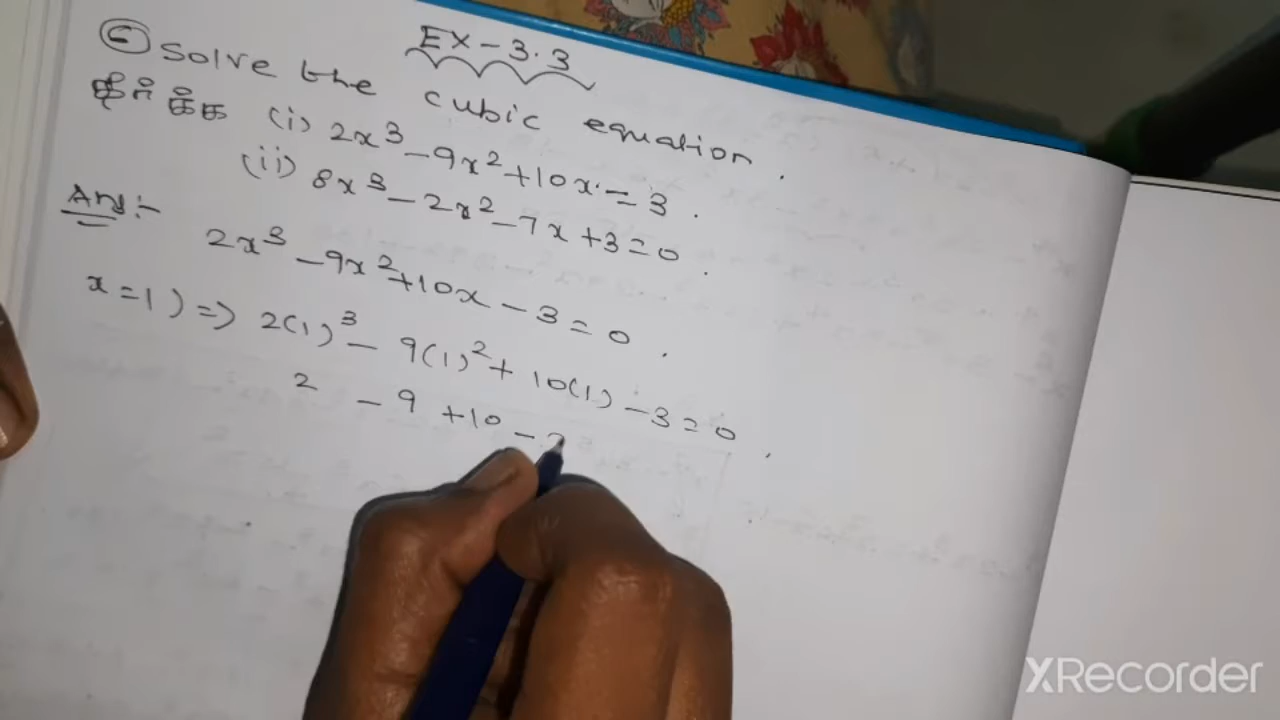 EX-3.3
6 Solve the cubic equation.
தீர்க்க (i) 2x³ - 9x² + 10x = 3.
(ii) 8x³ - 2x² - 7x + 3 = 0.
Ans:-
2x³ - 9x² + 10x - 3 = 0.
x=1) => 2(1)³ - 9(1)² + 10(1) - 3 = 0.
2 - 9 + 10 -
XRecorder